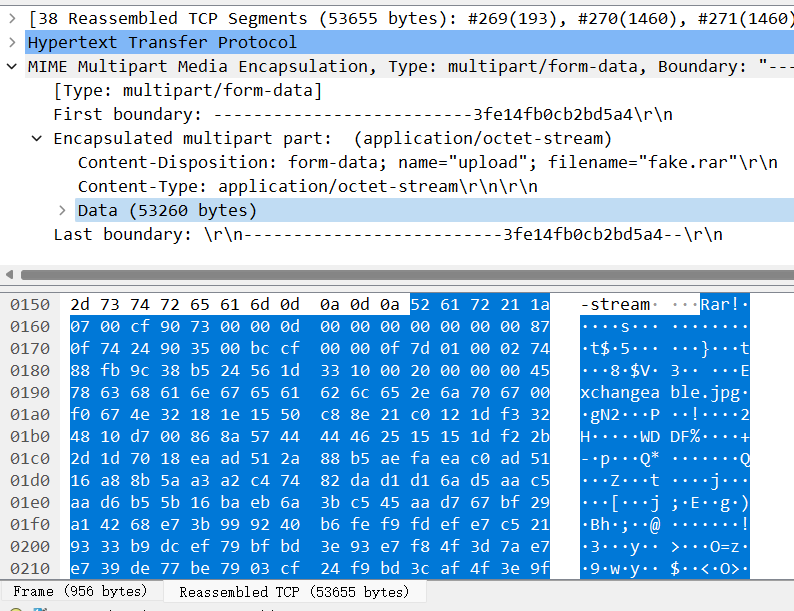 [38 Reassembled TCP Segments (53655 bytes): #269(193), #270(1460), #271(1460)
Hypertext Transfer Protocol
MIME Multipart Media Encapsulation, Type: multipart/form-data, Boundary: "---
[Type: multipart/form-data]
First boundary: --------------------------3fe14fb0cb2bd5a4\r\n
Encapsulated multipart part:  (application/octet-stream)
Content-Disposition: form-data; name="upload"; filename="fake.rar"\r\n
Content-Type: application/octet-stream\r\n\r\n
Data (53260 bytes)
Last boundary: \r\n--------------------------3fe14fb0cb2bd5a4--\r\n
0150 2d 73 74 72 65 61 6d 0d 0a 0d 0a 52 61 72 21 1a -stream· ···Rar!·
0160 07 00 cf 90 73 00 00 0d 00 00 00 00 00 00 00 87 ····s··· ········
0170 0f 74 24 90 35 00 bc cf 00 00 0f 7d 01 00 02 74 ·t$·5··· ···}···t
0180 88 fb 9c 38 b5 24 56 1d 33 10 00 20 00 00 00 45 ···8·$V· 3·· ···E
0190 78 63 68 61 6e 67 65 61 62 6c 65 2e 6a 70 67 00 xchangea ble.jpg·
01a0 f0 67 4e 32 18 1e 15 50 c8 8e 21 c0 12 1d f3 32 ·gN2···P ··!····2
01b0 48 10 d7 00 86 8a 57 44 44 46 25 15 15 1d f2 2b H·····WD DF%····+
01c0 2d 1d 70 18 ea ad 51 2a 88 b5 ae fa ea c0 ad 51 -·p···Q* ·······Q
01d0 16 a8 8b 5a a3 a2 c4 74 82 da d1 d1 6a d5 aa c5 ···Z···t ····j···
01e0 aa d6 b5 5b 16 ba eb 6a 3b c5 45 aa d7 67 bf 29 ···[···j ;·E··g·)
01f0 a1 42 68 e7 3b 99 92 40 b6 fe f9 fd ef e7 c5 21 ·Bh·;··@ ·······!
0200 93 33 b9 dc ef 79 bf bd 3e 93 e7 f8 4f 3d 7a e7 ·3···y·· >···O=z·
0210 e7 39 de 77 be 79 03 cf 24 f9 bd 3c af 4f 3e 9f ·9·w·y·· $··<·O>·
Frame (956 bytes) Reassembled TCP (53655 bytes)